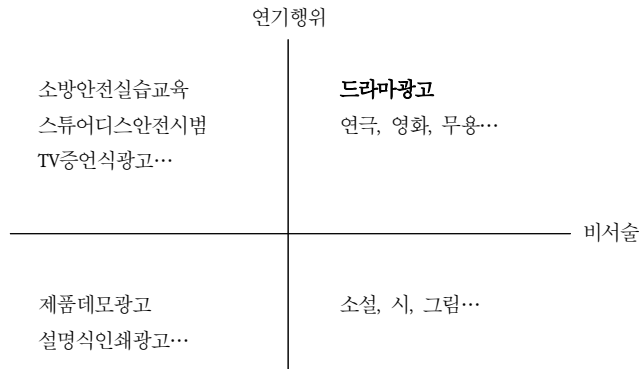 연기행위
소방안전실습교육
스튜어디스안전시범
TV증언식광고…
드라마광고
연극, 영화, 무용…
비서술
제품데모광고
설명식인쇄광고…
소설, 시, 그림…